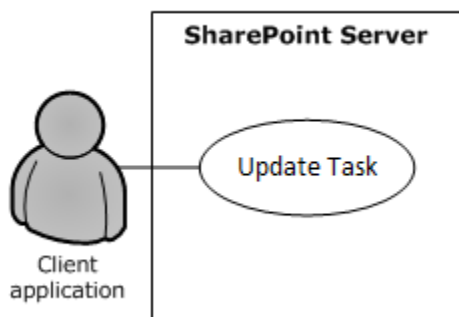 SharePoint Server
Update Task
Client
application